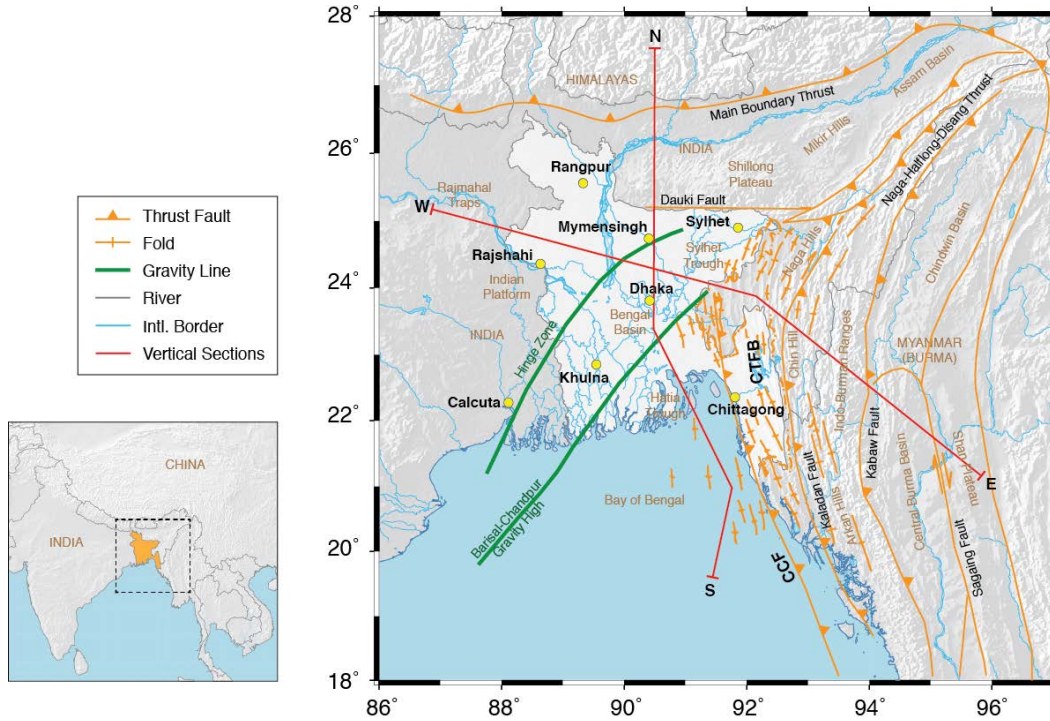 Thrust Fault
Fold
Gravity Line
River
Intl. Border
Vertical Sections
CHINA
INDIA
28°
26°
24°
22°
20°
18°
86°
88°
90°
92°
94°
96°
N
HIMALAYAS
Main Boundary Thrust
Assam Basin
Mikir Hills
Naga-Halflong-Disang Thrust
INDIA
Shillong
Plateau
Rangpur
Rajmahal
Traps
W
Dauki Fault
Mymensingh
Sylhet
Sylhet
Trough
Naga Hills
Chindwin Basin
Rajshahi
Indian
Platform
Dhaka
Bengal
Basin
INDIA
Hinge Zone
CTFB
Chin Hill
Indo-Burman Ranges
MYANMAR
(BURMA)
Khulna
Calcuta
Hatia
Trough
Chittagong
Kabaw Fault
Barisal-Chandpur
Gravity High
Bay of Bengal
Kaladan Fault
Arkan Hills
Central Burma Basin
Sagaing Fault
E
CCF
S